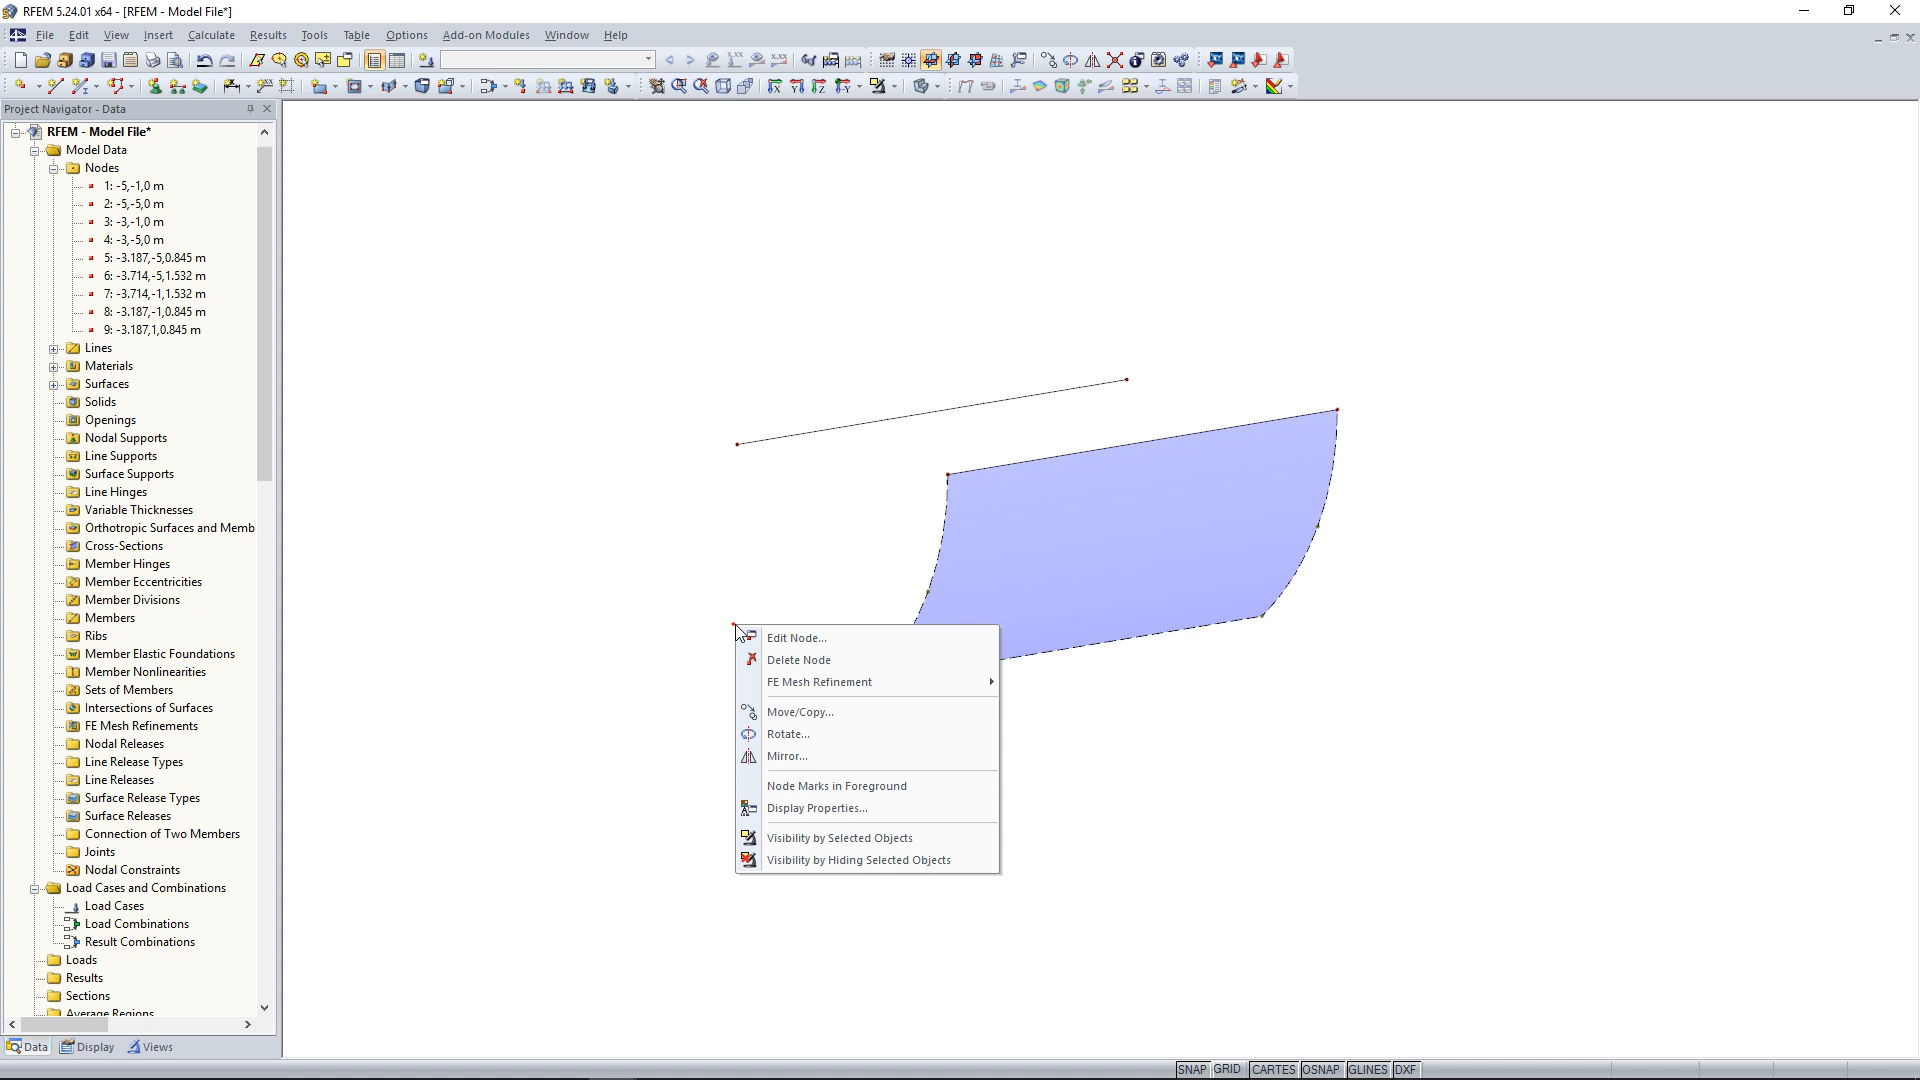 RFEM 5.24.01 x64 - [RFEM - Model File*]
File Edit View Insert Calculate Results Tools Table Options Add-on Modules Window Help
Project Navigator - Data
RFEM - Model File*
Model Data
Nodes
1: -5,-1,0 m
2: -5,-5,0 m
3: -3,-1,0 m
4: -3,-5,0 m
5: -3.187,-5,0.845 m
6: -3.714,-5,1.532 m
7: -3.714,-1,1.532 m
8: -3.187,-1,0.845 m
9: -3.187,1,0.845 m
Lines
Materials
Surfaces
Solids
Openings
Nodal Supports
Line Supports
Surface Supports
Line Hinges
Variable Thicknesses
Orthotropic Surfaces and Memb
Cross-Sections
Member Hinges
Member Eccentricities
Member Divisions
Members
Ribs
Member Elastic Foundations
Member Nonlinearities
Sets of Members
Intersections of Surfaces
FE Mesh Refinements
Nodal Releases
Line Release Types
Line Releases
Surface Release Types
Surface Releases
Connection of Two Members
Joints
Nodal Constraints
Load Cases and Combinations
Load Cases
Load Combinations
Result Combinations
Loads
Results
Sections
Average Regions
Data Display Views
Edit Node...
Delete Node
FE Mesh Refinement
Move/Copy...
Rotate...
Mirror...
Node Marks in Foreground
Display Properties...
Visibility by Selected Objects
Visibility by Hiding Selected Objects
SNAP GRID CARTES OSNAP GLINES DXF